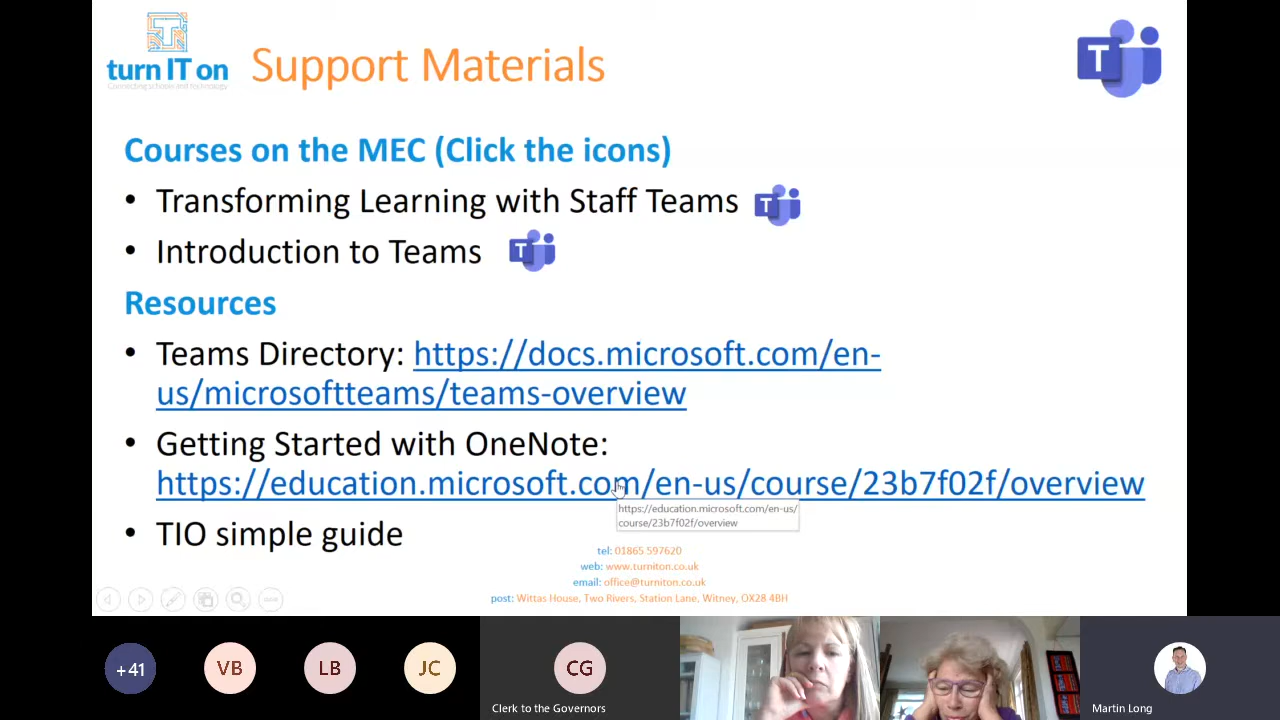 turn IT on
Connecting schools and technology
Support Materials
T
Courses on the MEC (Click the icons)
• Transforming Learning with Staff Teams
T
• Introduction to Teams
T
Resources
• Teams Directory: https://docs.microsoft.com/en-
us/microsoftteams/teams-overview
• Getting Started with OneNote:
https://education.microsoft.com/en-us/course/23b7f02f/overview
https://education.microsoft.com/en-us/
course/23b7f02f/overview
• TIO simple guide
tel: 01865 597620
web: www.turniton.co.uk
email: office@turniton.co.uk
post: Wittas House, Two Rivers, Station Lane, Witney, OX28 4BH
+41
VB
LB
JC
CG
Clerk to the Governors
Martin Long